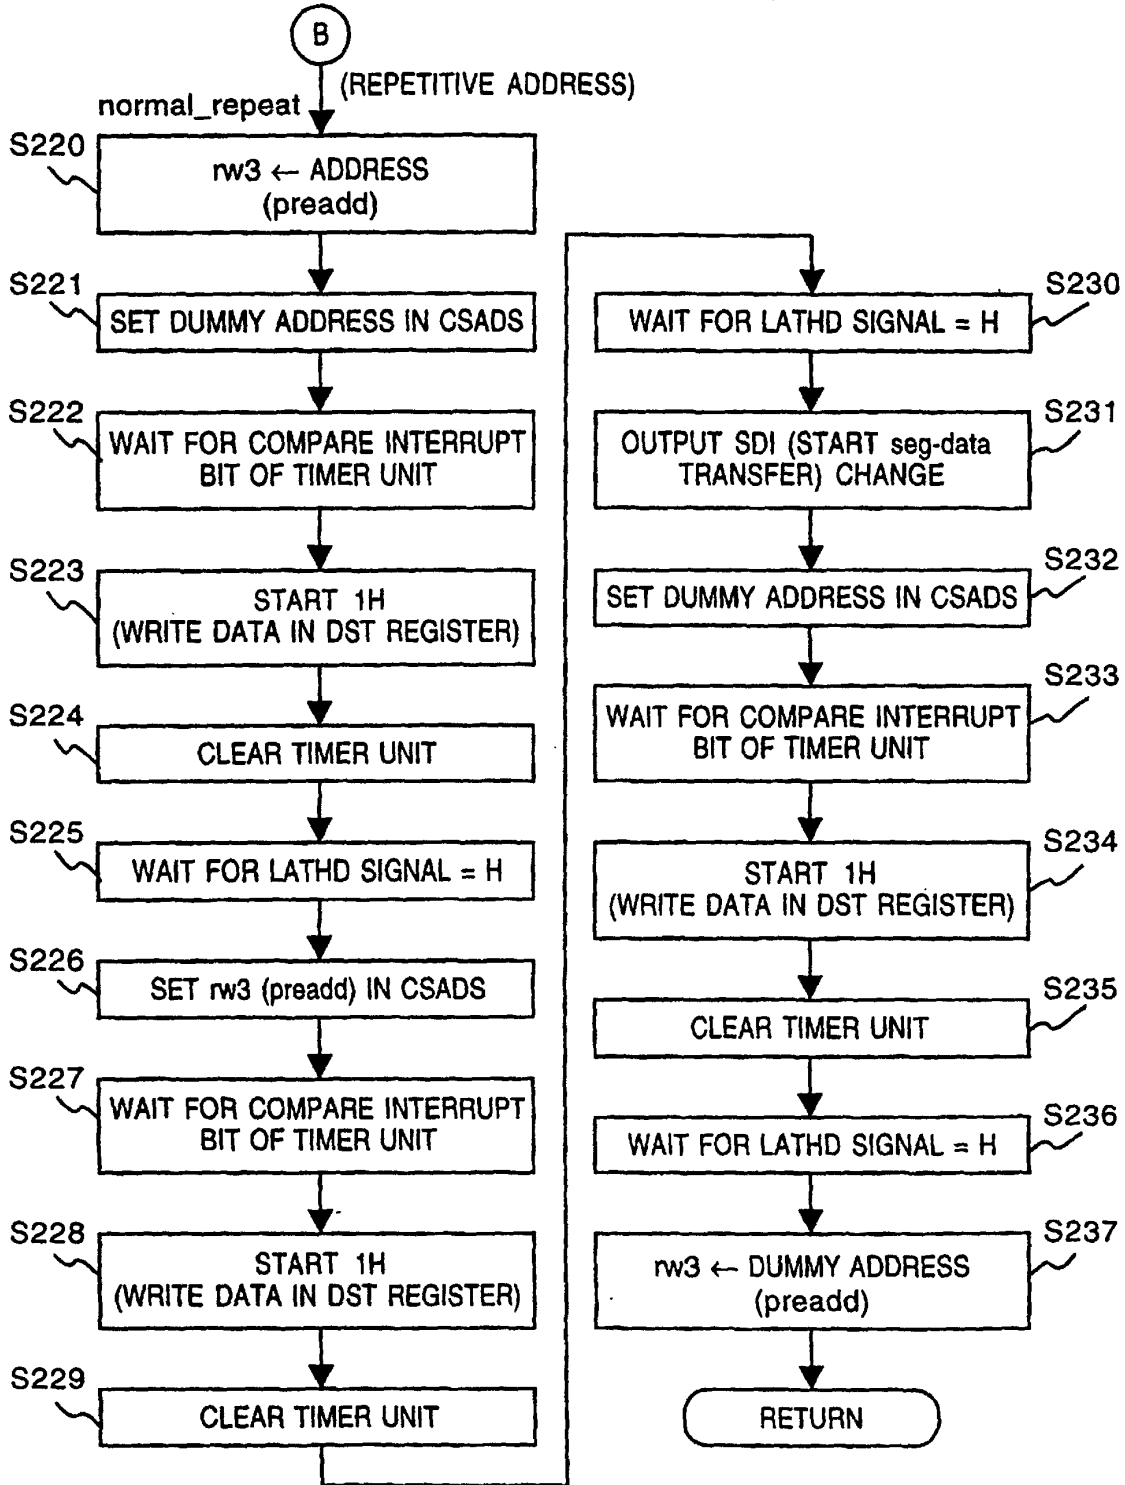 B
(REPETITIVE ADDRESS)
normal_repeat
S220
rw3 ← ADDRESS
(preadd)
S221
SET DUMMY ADDRESS IN CSADS
S222
WAIT FOR COMPARE INTERRUPT
BIT OF TIMER UNIT
S223
START 1H
(WRITE DATA IN DST REGISTER)
S224
CLEAR TIMER UNIT
S225
WAIT FOR LATHD SIGNAL = H
S226
SET rw3 (preadd) IN CSADS
S227
WAIT FOR COMPARE INTERRUPT
BIT OF TIMER UNIT
S228
START 1H
(WRITE DATA IN DST REGISTER)
S229
CLEAR TIMER UNIT
S230
WAIT FOR LATHD SIGNAL = H
S231
OUTPUT SDI (START seg-data
TRANSFER) CHANGE
S232
SET DUMMY ADDRESS IN CSADS
S233
WAIT FOR COMPARE INTERRUPT
BIT OF TIMER UNIT
S234
START 1H
(WRITE DATA IN DST REGISTER)
S235
CLEAR TIMER UNIT
S236
WAIT FOR LATHD SIGNAL = H
S237
rw3 ← DUMMY ADDRESS
(preadd)
RETURN